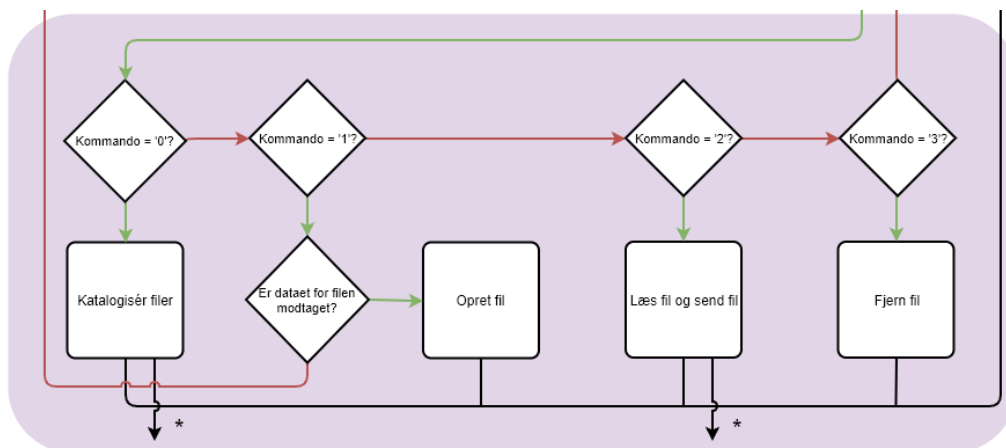 Kommando = '0'?
Kommando = '1'?
Kommando = '2'?
Kommando = '3'?
Katalogisér filer
Er dataet for filen
modtaget?
Opret fil
Læs fil og send fil
Fjern fil
*
*